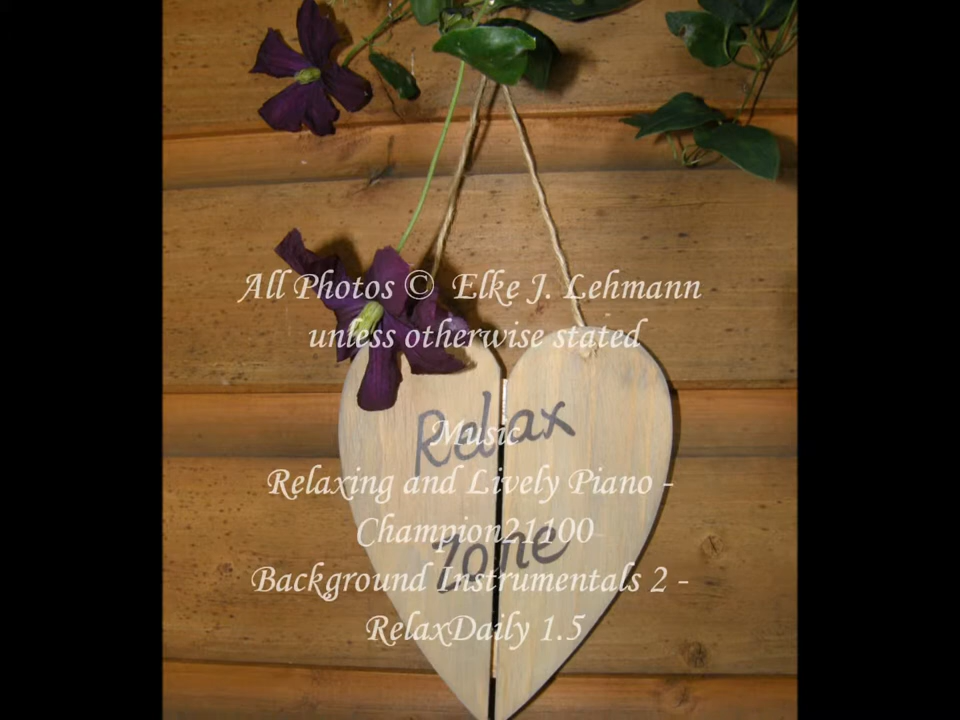 All Photos © Elke J. Lehmann
unless otherwise stated
Relax
Music
Relaxing and Lively Piano -
Champion21100
Zone
Background Instrumentals 2 -
RelaxDaily 1.5